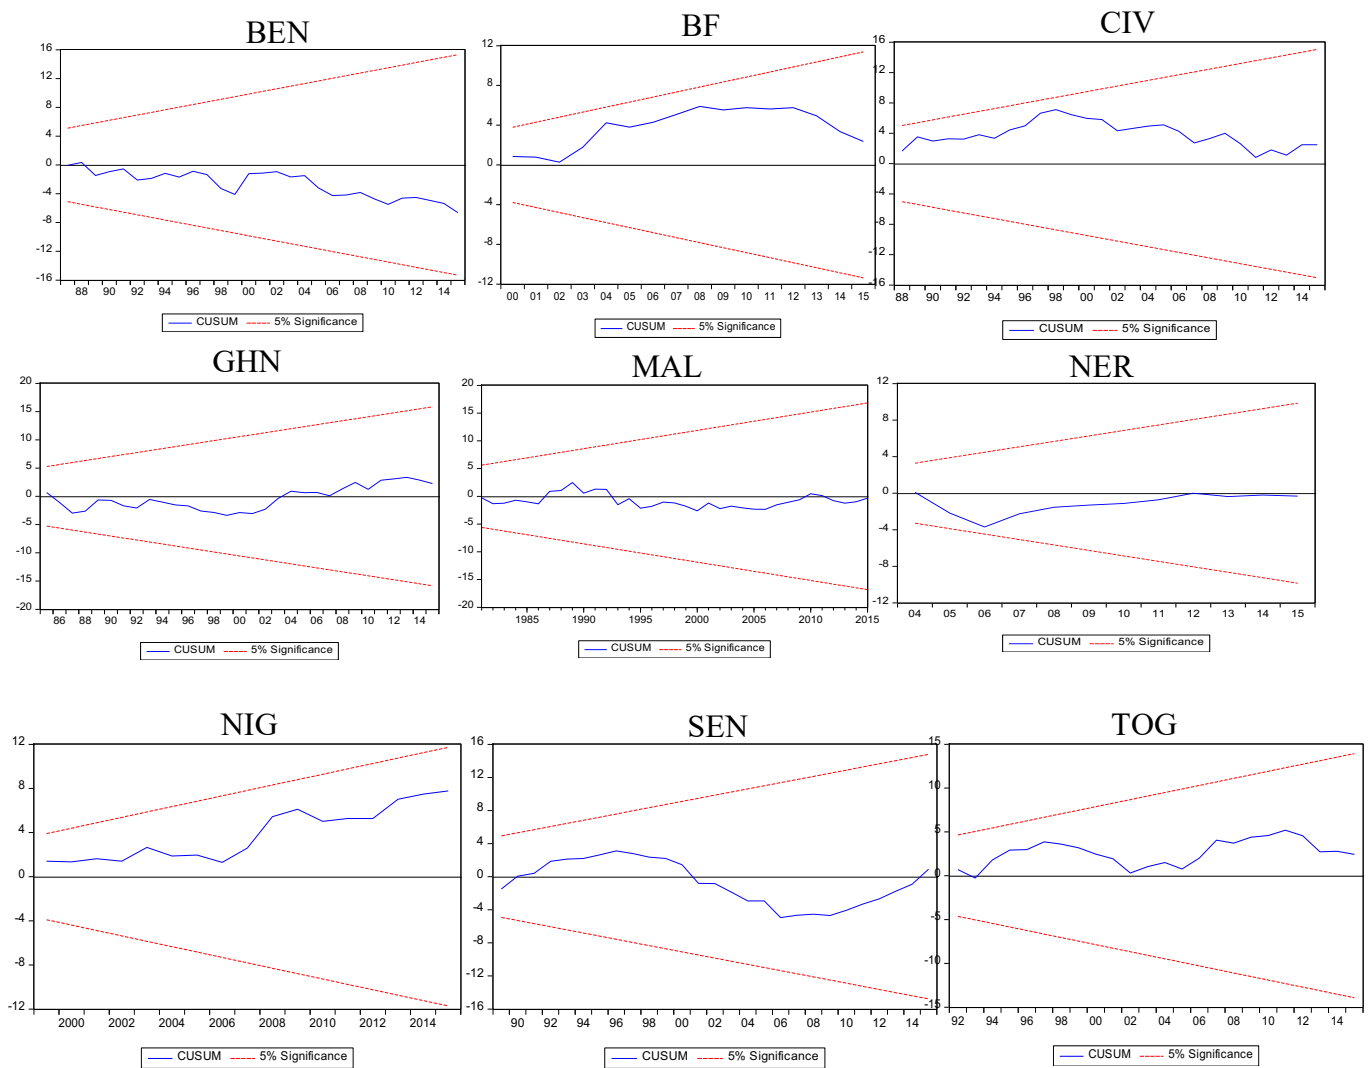 BEN
16
12
8
4
0
-4
-8
-12
-16
88 90 92 94 96 98 00 02 04 06 08 10 12 14
CUSUM 5% Significance
BF
12
8
4
0
-4
-8
-12
00 01 02 03 04 05 06 07 08 09 10 11 12 13 14 15
CUSUM 5% Significance
CIV
16
12
8
4
0
-4
-8
-12
-16
88 90 92 94 96 98 00 02 04 06 08 10 12 14
CUSUM 5% Significance
GHN
20
15
10
5
0
-5
-10
-15
-20
86 88 90 92 94 96 98 00 02 04 06 08 10 12 14
CUSUM 5% Significance
MAL
20
15
10
5
0
-5
-10
-15
-20
1985 1990 1995 2000 2005 2010 2015
CUSUM 5% Significance
NER
12
8
4
0
-4
-8
-12
04 05 06 07 08 09 10 11 12 13 14 15
CUSUM 5% Significance
NIG
12
8
4
0
-4
-8
-12
2000 2002 2004 2006 2008 2010 2012 2014
CUSUM 5% Significance
SEN
16
12
8
4
0
-4
-8
-12
-16
90 92 94 96 98 00 02 04 06 08 10 12 14
CUSUM 5% Significance
TOG
15
10
5
0
-5
-10
-15
92 94 96 98 00 02 04 06 08 10 12 14
CUSUM 5% Significance